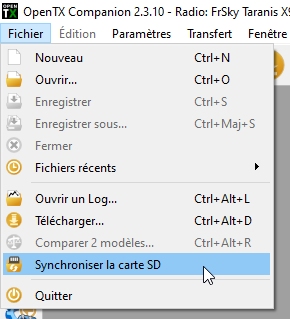 OPEN TX OpenTX Companion 2.3.10 - Radio: FrSky Taranis X9
Fichier Édition Paramètres Transfert Fenêtre
Nouveau Ctrl+N
Ouvrir... Ctrl+O
Enregistrer Ctrl+S
Enregistrer sous... Ctrl+Maj+S
Fermer
Fichiers récents
Ouvrir un Log... Ctrl+Alt+L
Télécharger... Ctrl+Alt+D
Comparer 2 modèles... Ctrl+Alt+R
Synchroniser la carte SD
Quitter